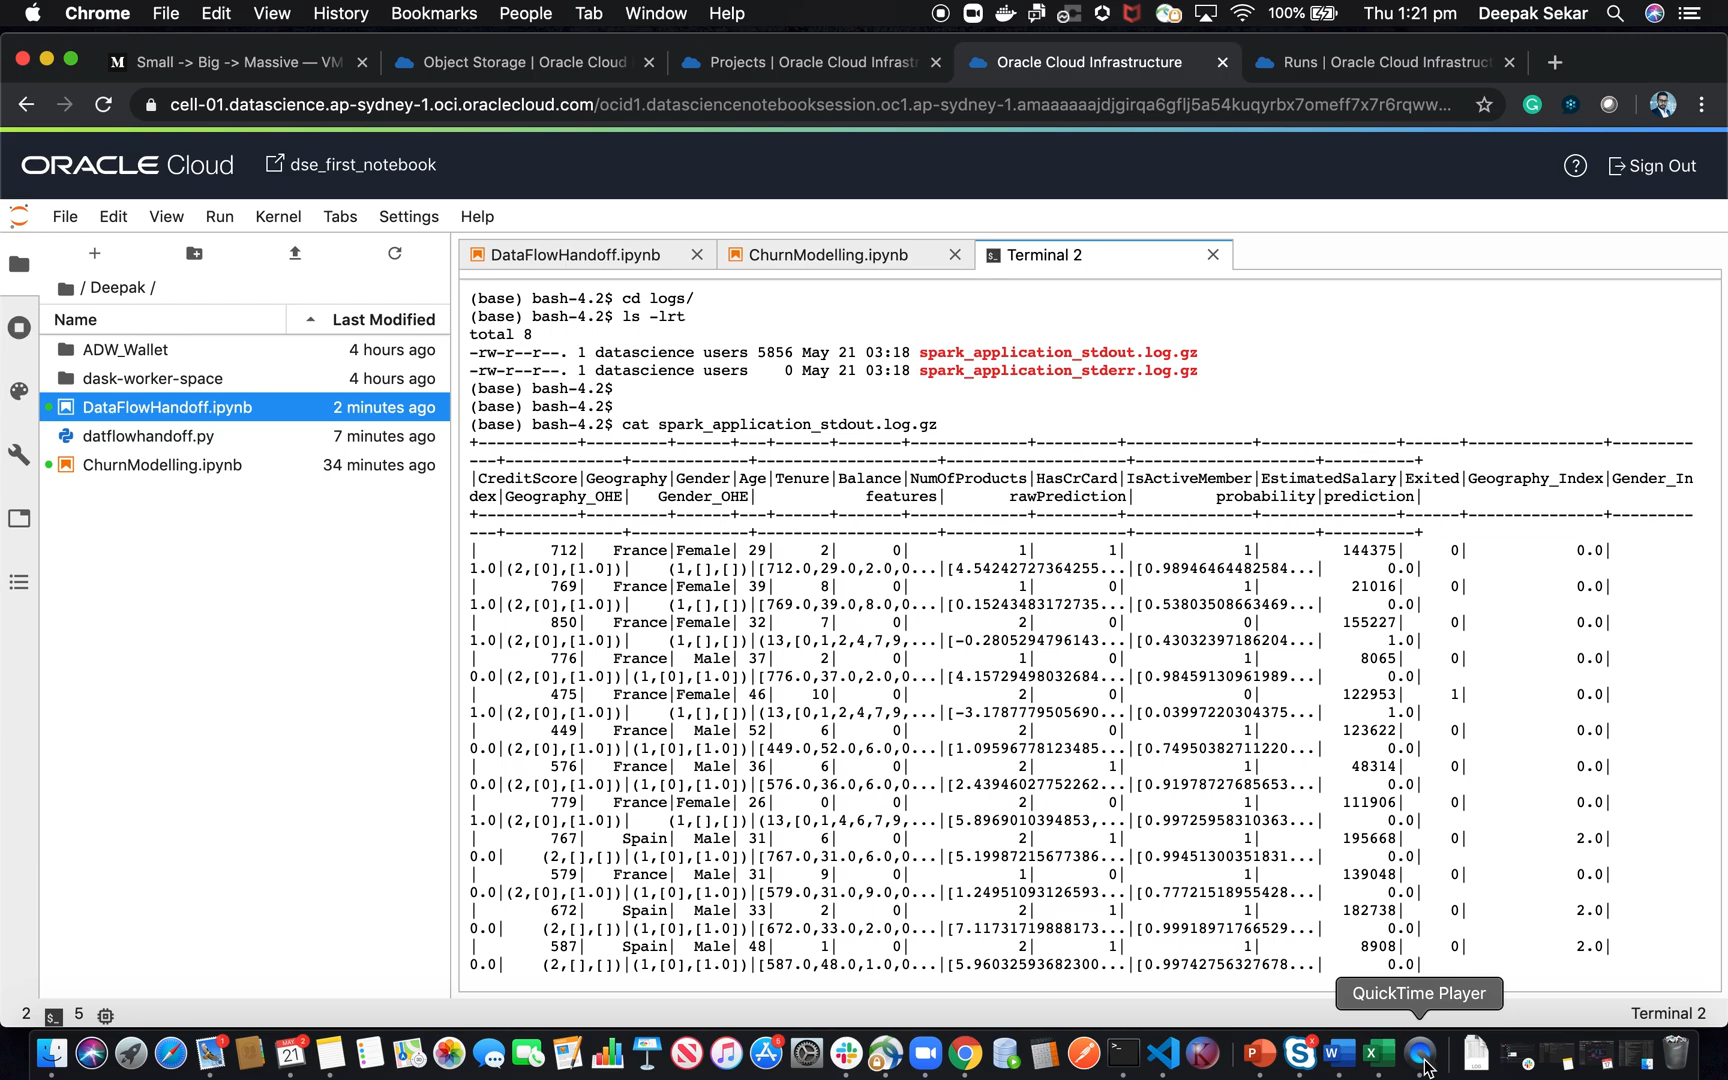 Chrome File Edit View History Bookmarks People Tab Window Help 100% Thu 1:21 pm Deepak Sekar
M Small -> Big -> Massive — VM Object Storage | Oracle Cloud Projects | Oracle Cloud Infrastr Oracle Cloud Infrastructure Runs | Oracle Cloud Infrastruct
cell-01.datascience.ap-sydney-1.oci.oraclecloud.com/ocid1.datasciencenotebooksession.oc1.ap-sydney-1.amaaaaaajdjgirqa6gflj5a54kuqyrbx7omeff7x7r6rqww...
ORACLE Cloud dse_first_notebook Sign Out
File Edit View Run Kernel Tabs Settings Help
DataFlowHandoff.ipynb ChurnModelling.ipynb Terminal 2
/ Deepak /
Name Last Modified
ADW_Wallet 4 hours ago
dask-worker-space 4 hours ago
DataFlowHandoff.ipynb 2 minutes ago
datflowhandoff.py 7 minutes ago
ChurnModelling.ipynb 34 minutes ago
(base) bash-4.2$ cd logs/
(base) bash-4.2$ ls -lrt
total 8
-rw-r--r--. 1 datascience users 5856 May 21 03:18 spark_application_stdout.log.gz
-rw-r--r--. 1 datascience users    0 May 21 03:18 spark_application_stderr.log.gz
(base) bash-4.2$
(base) bash-4.2$
(base) bash-4.2$ cat spark_application_stdout.log.gz
+-----------+---------+------+---+------+-------+-------------+---------+--------------+---------------+------+---------------+---------
---+-------------+-------------+--------------------+--------------------+--------------------+----------+
|CreditScore|Geography|Gender|Age|Tenure|Balance|NumOfProducts|HasCrCard|IsActiveMember|EstimatedSalary|Exited|Geography_Index|Gender_In
dex|Geography_OHE|   Gender_OHE|            features|       rawPrediction|         probability|prediction|
+-----------+---------+------+---+------+-------+-------------+---------+--------------+---------------+------+---------------+---------
---+-------------+-------------+--------------------+--------------------+--------------------+----------+
|        712|   France|Female| 29|     2|      0|            1|        1|             1|         144375|     0|            0.0|
1.0|(2,[0],[1.0])|    (1,[],[])|[712.0,29.0,2.0,0...|[4.54242727364255...|[0.98946464482584...|       0.0|
|        769|   France|Female| 39|     8|      0|            1|        0|             1|          21016|     0|            0.0|
1.0|(2,[0],[1.0])|    (1,[],[])|[769.0,39.0,8.0,0...|[0.15243483172735...|[0.53803508663469...|       0.0|
|        850|   France|Female| 32|     7|      0|            2|        0|             0|         155227|     0|            0.0|
1.0|(2,[0],[1.0])|    (1,[],[])|(13,[0,1,2,4,7,9,...|[-0.2805294796143...|[0.43032397186204...|       1.0|
|        776|   France|  Male| 37|     2|      0|            1|        0|             1|           8065|     0|            0.0|
0.0|(2,[0],[1.0])|(1,[0],[1.0])|[776.0,37.0,2.0,0...|[4.15729498032684...|[0.98459130961989...|       0.0|
|        475|   France|Female| 46|    10|      0|            2|        0|             0|         122953|     1|            0.0|
1.0|(2,[0],[1.0])|    (1,[],[])|(13,[0,1,2,4,7,9,...|[-3.1787779505690...|[0.03997220304375...|       1.0|
|        449|   France|  Male| 52|     6|      0|            2|        0|             1|         123622|     0|            0.0|
0.0|(2,[0],[1.0])|(1,[0],[1.0])|[449.0,52.0,6.0,0...|[1.09596778123485...|[0.74950382711220...|       0.0|
|        576|   France|  Male| 36|     6|      0|            2|        1|             1|          48314|     0|            0.0|
0.0|(2,[0],[1.0])|(1,[0],[1.0])|[576.0,36.0,6.0,0...|[2.43946027752262...|[0.91978727685653...|       0.0|
|        779|   France|Female| 26|     0|      0|            2|        0|             1|         111906|     0|            0.0|
1.0|(2,[0],[1.0])|    (1,[],[])|(13,[0,1,4,6,7,9,...|[5.8969010394853,...|[0.99725958310363...|       0.0|
|        767|    Spain|  Male| 31|     6|      0|            2|        1|             1|         195668|     0|            2.0|
0.0|    (2,[],[])|(1,[0],[1.0])|[767.0,31.0,6.0,0...|[5.19987215677386...|[0.99451300351831...|       0.0|
|        579|   France|  Male| 31|     9|      0|            1|        0|             1|         139048|     0|            0.0|
0.0|(2,[0],[1.0])|(1,[0],[1.0])|[579.0,31.0,9.0,0...|[1.24951093126593...|[0.77721518955428...|       0.0|
|        672|    Spain|  Male| 33|     2|      0|            2|        1|             1|         182738|     0|            2.0|
0.0|    (2,[],[])|(1,[0],[1.0])|[672.0,33.0,2.0,0...|[7.11731719888173...|[0.99918971766529...|       0.0|
|        587|    Spain|  Male| 48|     1|      0|            2|        1|             1|           8908|     0|            2.0|
0.0|    (2,[],[])|(1,[0],[1.0])|[587.0,48.0,1.0,0...|[5.96032593682300...|[0.99742756327678...|       0.0|
QuickTime Player
2 5 Terminal 2